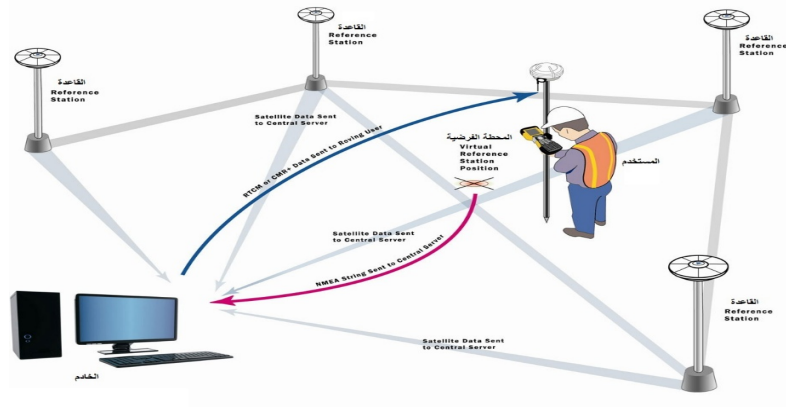 القاعدة
Reference
Station
القاعدة
Reference
Station
القاعدة
Reference
Station
Satellite Data Sent
to Central Server
RTCM or CMR+ Data Sent to Roving User
المحطة الفرضية
Virtual
Reference
Station
Position
المستخدم
Satellite Data Sent
to Central Server
NMEA String Sent to Central Server
القاعدة
Reference
Station
Satellite Data Sent
to Central Server
الخادم